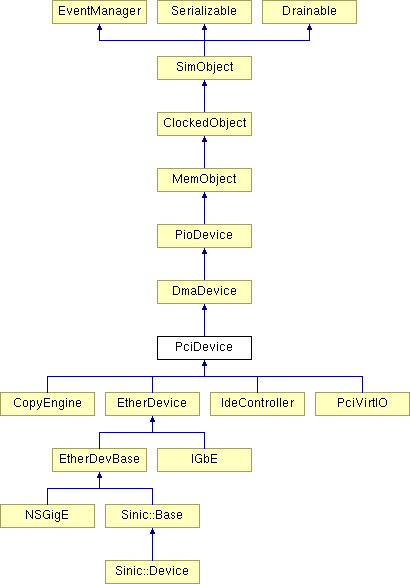 EventManager Serializable Drainable
SimObject
ClockedObject
MemObject
PioDevice
DmaDevice
PciDevice
CopyEngine EtherDevice IdeController PciVirtIO
EtherDevBase IGbE
NSGigE Sinic::Base
Sinic::Device